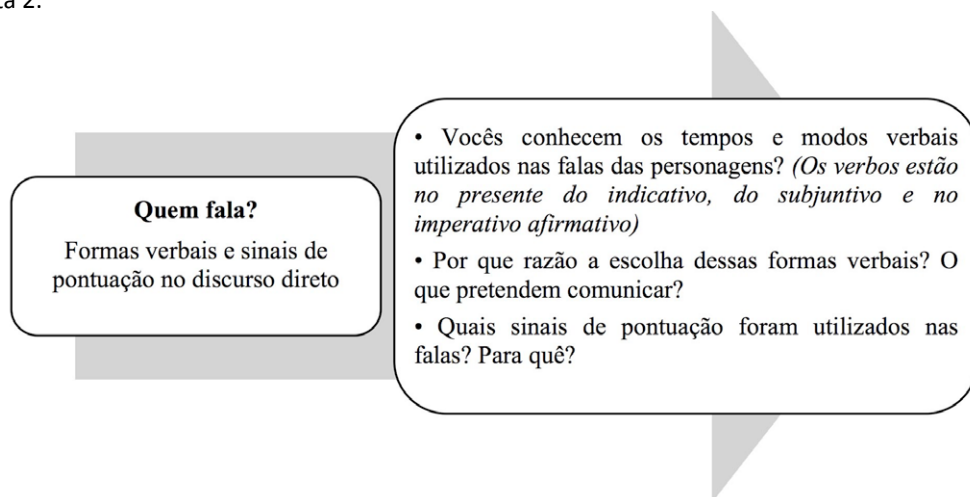 Quem fala?
Formas verbais e sinais de
pontuação no discurso direto
• Vocês conhecem os tempos e modos verbais
utilizados nas falas das personagens? (Os verbos estão
no presente do indicativo, do subjuntivo e no
imperativo afirmativo)
• Por que razão a escolha dessas formas verbais? O
que pretendem comunicar?
• Quais sinais de pontuação foram utilizados nas
falas? Para quê?